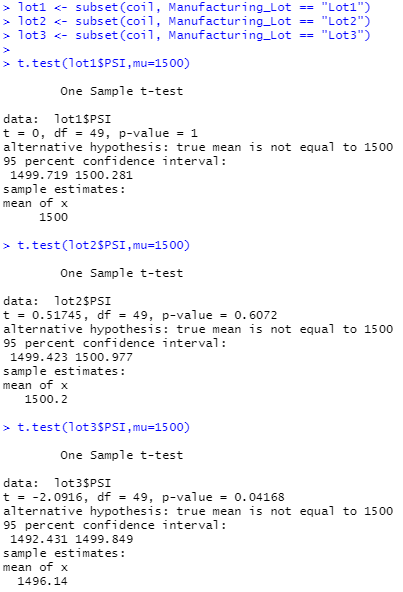 > lot1 <- subset(coil, Manufacturing_Lot == "Lot1")
> lot2 <- subset(coil, Manufacturing_Lot == "Lot2")
> lot3 <- subset(coil, Manufacturing_Lot == "Lot3")
>
> t.test(lot1$PSI,mu=1500)
One Sample t-test
data: lot1$PSI
t = 0, df = 49, p-value = 1
alternative hypothesis: true mean is not equal to 1500
95 percent confidence interval:
1499.719 1500.281
sample estimates:
mean of x
1500
> t.test(lot2$PSI,mu=1500)
One Sample t-test
data: lot2$PSI
t = 0.51745, df = 49, p-value = 0.6072
alternative hypothesis: true mean is not equal to 1500
95 percent confidence interval:
1499.423 1500.977
sample estimates:
mean of x
1500.2
> t.test(lot3$PSI,mu=1500)
One Sample t-test
data: lot3$PSI
t = -2.0916, df = 49, p-value = 0.04168
alternative hypothesis: true mean is not equal to 1500
95 percent confidence interval:
1492.431 1499.849
sample estimates:
mean of x
1496.14